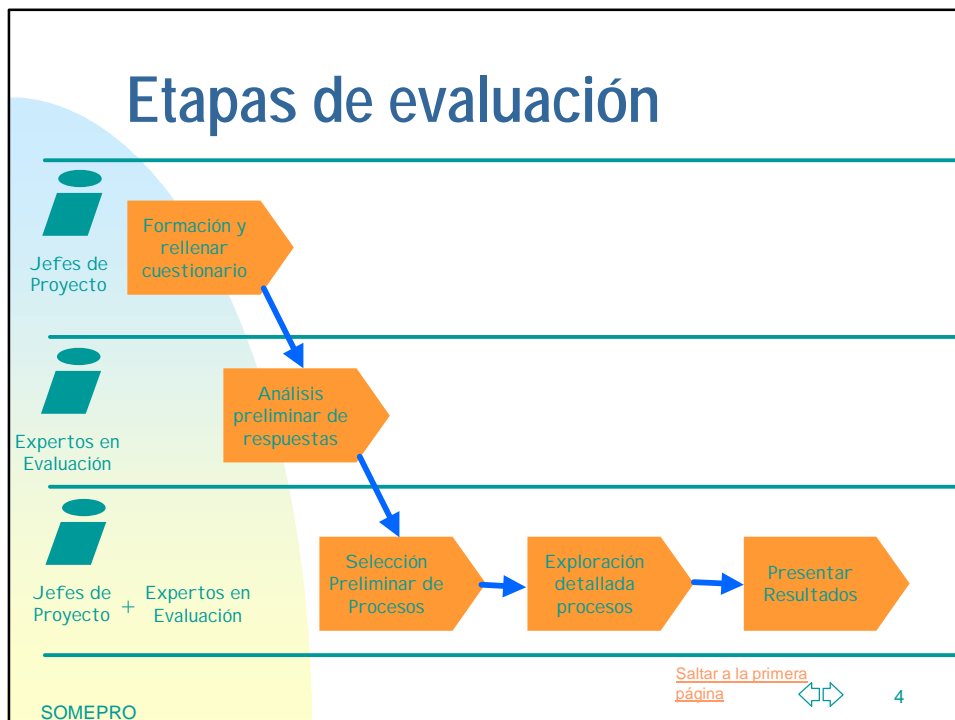 Etapas de evaluación
Jefes de
Proyecto
Formación y
rellenar
cuestionario
Expertos en
Evaluación
Análisis
preliminar de
respuestas
Jefes de
Proyecto
+
Expertos en
Evaluación
Selección
Preliminar de
Procesos
Exploración
detallada
procesos
Presentar
Resultados
Saltar a la primera
página
4
SOMEPRO